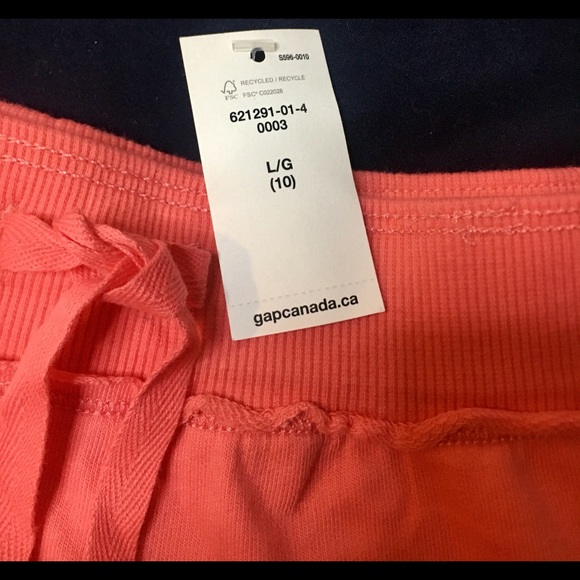 S596-0010
RECYCLED / RECYCLÉ
FSC® C022028
FSC
621291-01-4
0003
L/G
(10)
gapcanada.ca